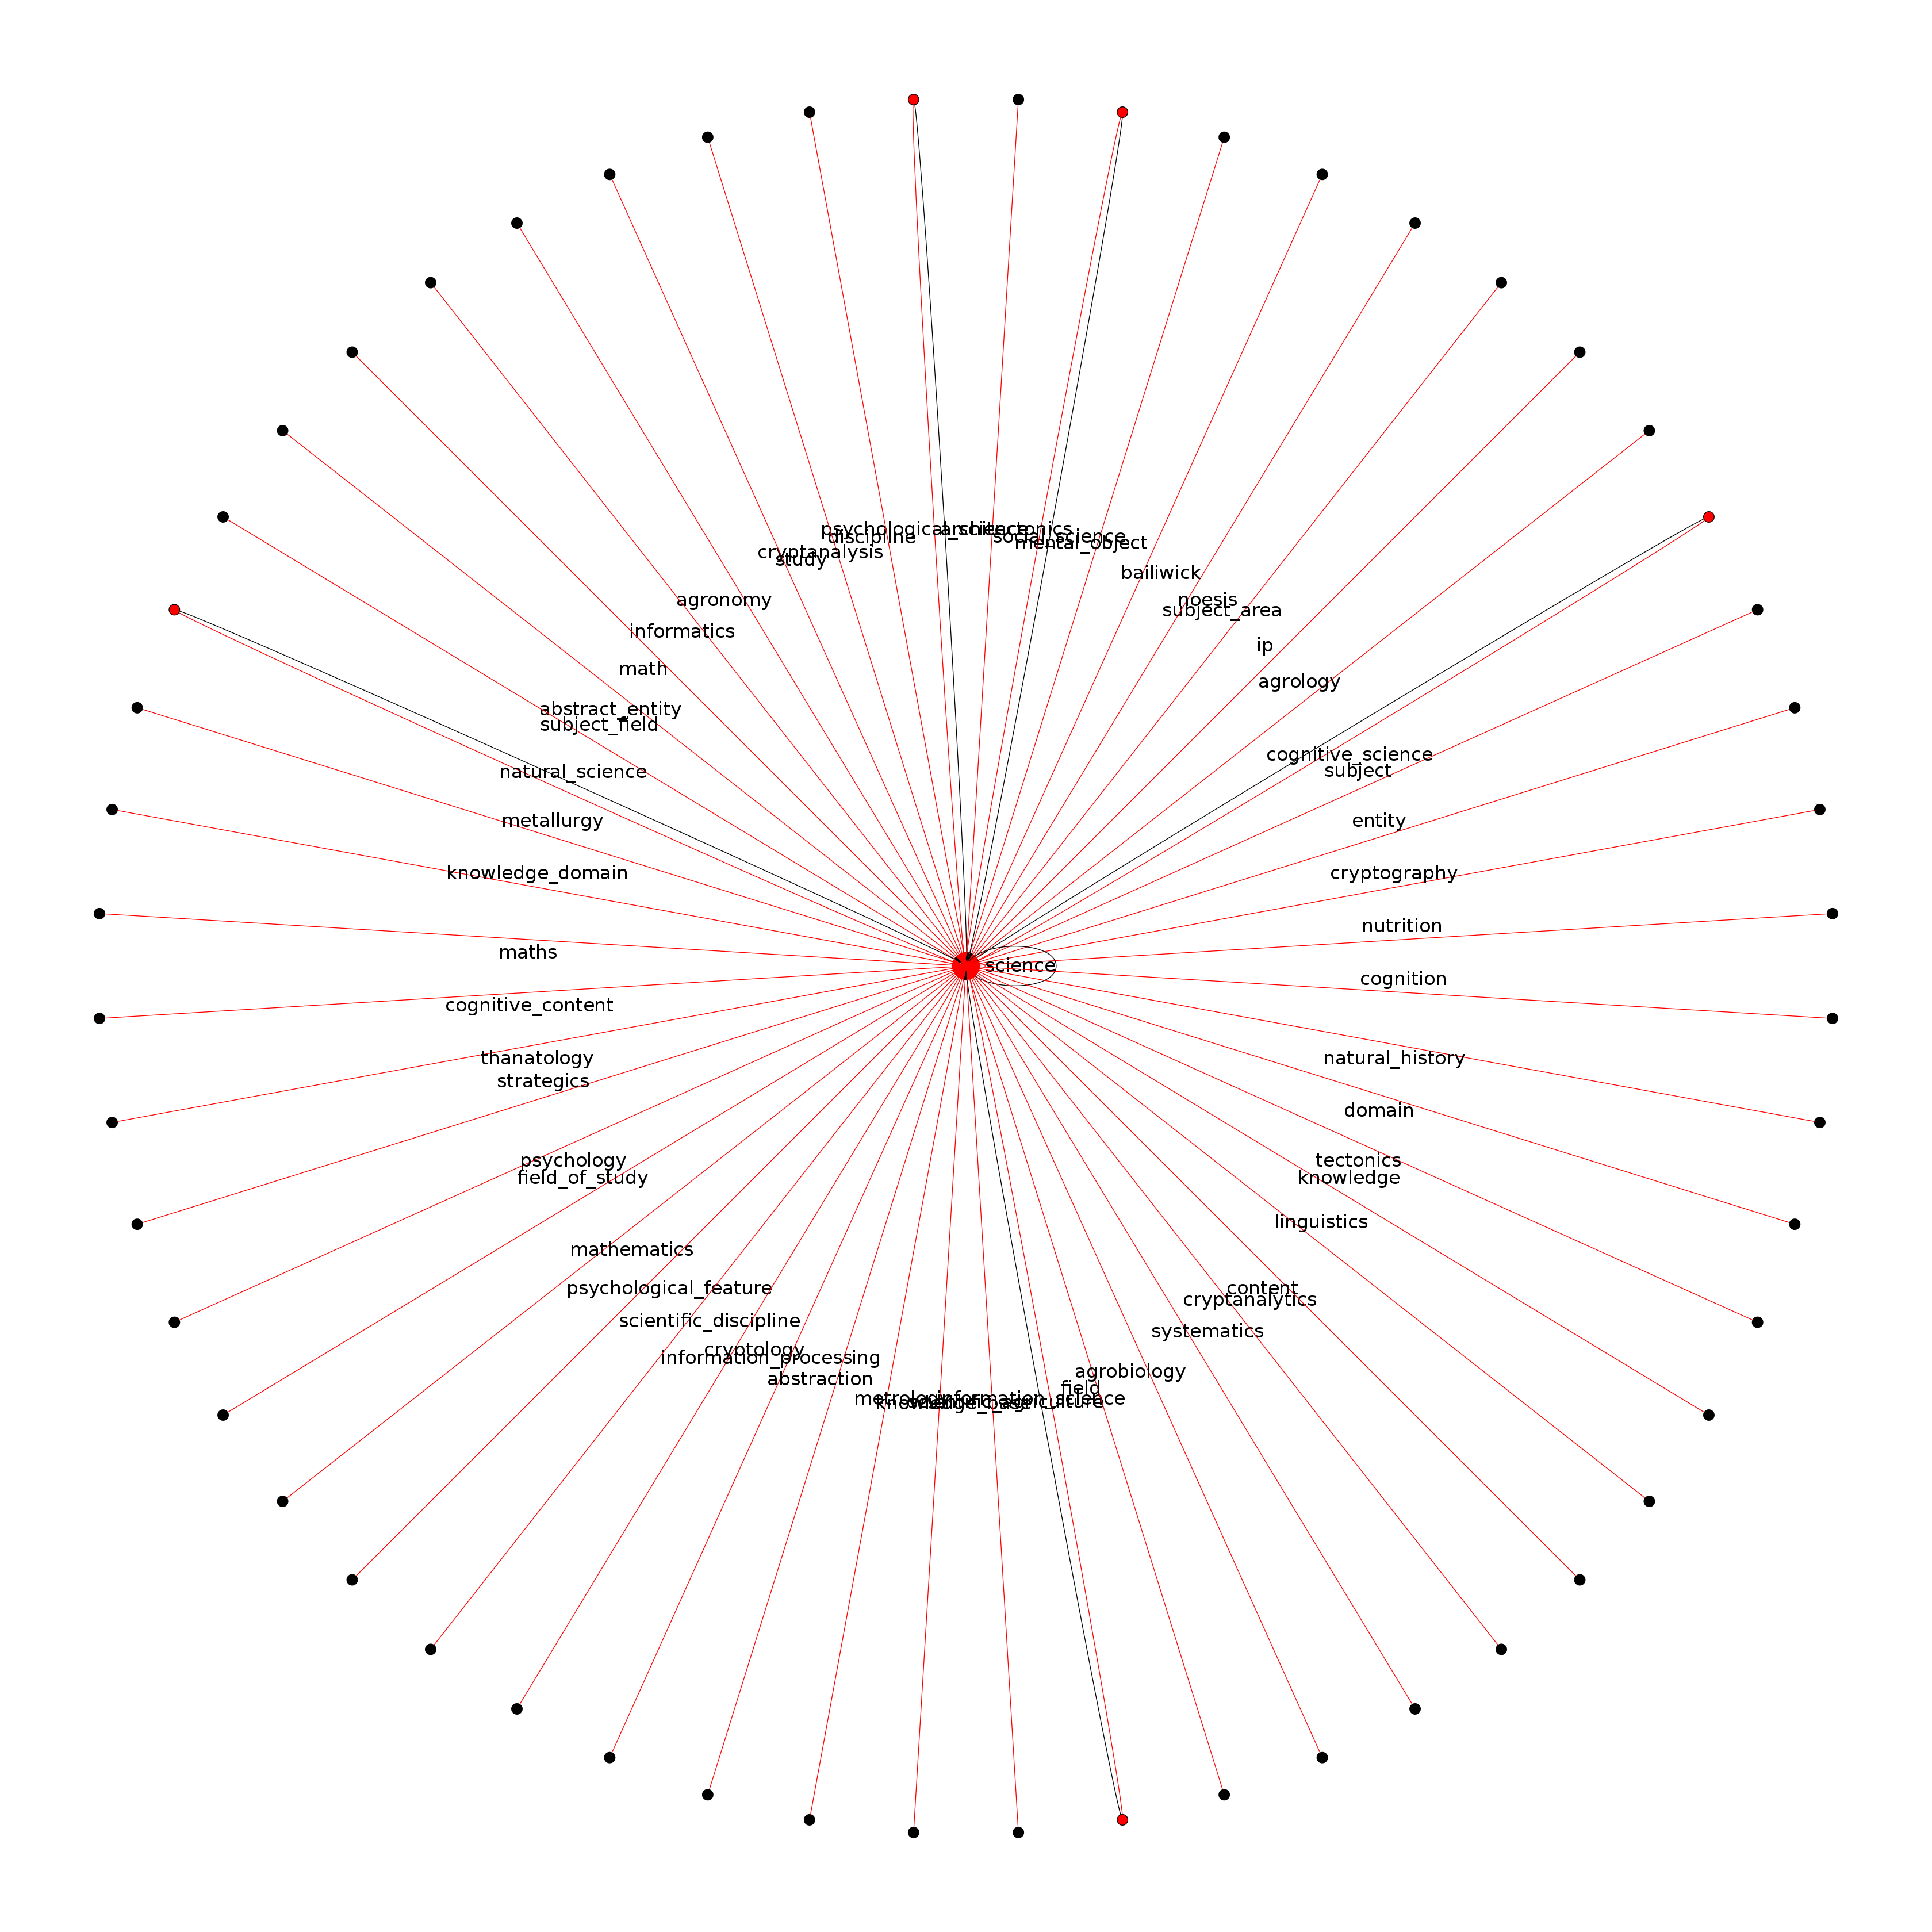 psychological_science
architectonics
discipline
social_science
mental_object
cryptanalysis
study
bailiwick
agronomy
noesis
subject_area
informatics
ip
math
agrology
abstract_entity
subject_field
cognitive_science
subject
natural_science
metallurgy
entity
knowledge_domain
cryptography
nutrition
maths
science
cognition
cognitive_content
thanatology
natural_history
strategics
domain
psychology
tectonics
field_of_study
knowledge
linguistics
mathematics
psychological_feature
content
cryptanalytics
scientific_discipline
systematics
cryptology
information_processing
agrobiology
abstraction
field
metrology
information_science
knowledge_base
scientific_agriculture